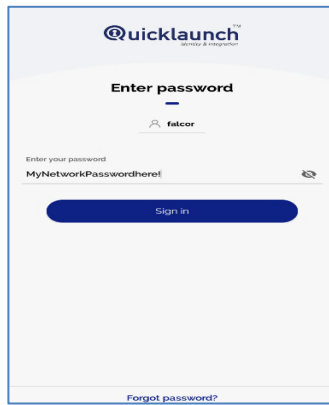 Quicklaunch™
Identity & Integration
Enter password
falcor
Enter your password
MyNetworkPasswordhere!
Sign in
Forgot password?